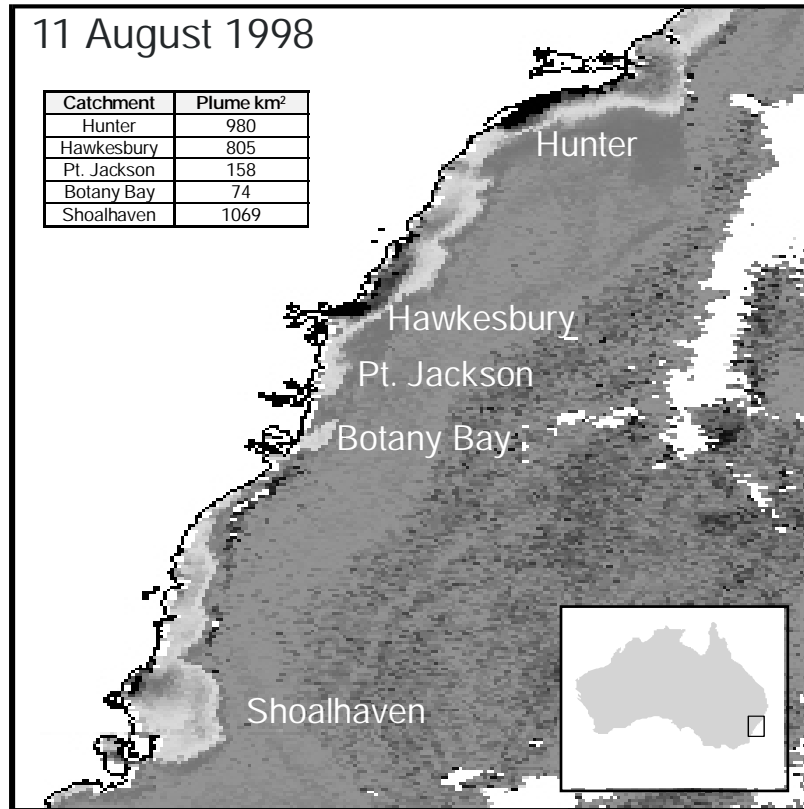 11 August 1998
Catchment Plume km²
Hunter 980
Hawkesbury 805
Pt. Jackson 158
Botany Bay 74
Shoalhaven 1069
Hunter
Hawkesbury
Pt. Jackson
Botany Bay
Shoalhaven